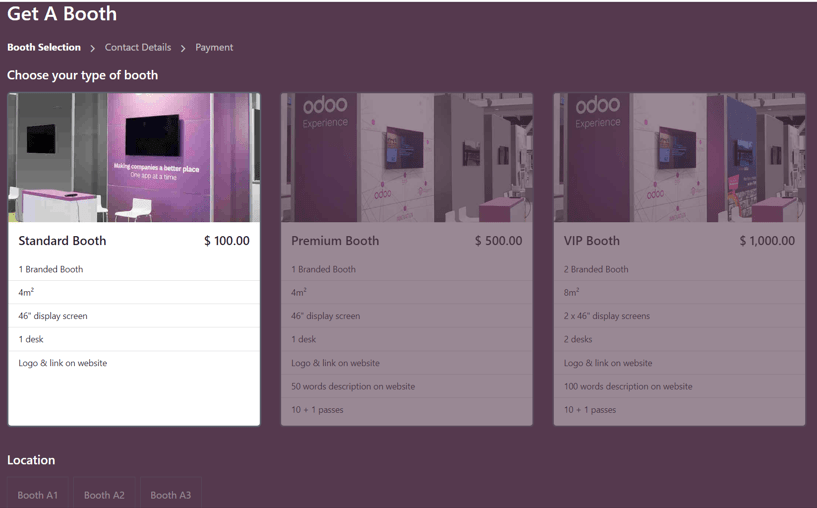 Get A Booth
Booth Selection > Contact Details > Payment
Choose your type of booth
Making companies a better place
One app at a time
odoo
Experience
odoo
odoo
Experience
odoo
Standard Booth $ 100.00
1 Branded Booth
4m²
46" display screen
1 desk
Logo & link on website
Premium Booth $ 500.00
1 Branded Booth
4m²
46" display screen
1 desk
Logo & link on website
50 words description on website
10 + 1 passes
VIP Booth $ 1,000.00
2 Branded Booth
8m²
2 x 46" display screens
2 desks
Logo & link on website
100 words description on website
10 + 1 passes
Location
Booth A1 Booth A2 Booth A3